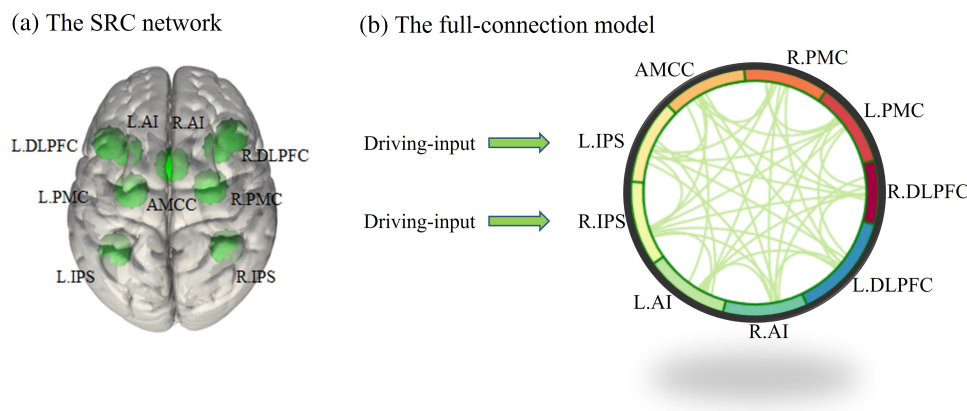 (a) The SRC network
L.AI
R.AI
L.DLPFC
R.DLPFC
L.PMC
AMCC
R.PMC
L.IPS
R.IPS
(b) The full-connection model
R.PMC
AMCC
L.PMC
Driving-input
L.IPS
R.DLPFC
Driving-input
R.IPS
L.DLPFC
L.AI
R.AI